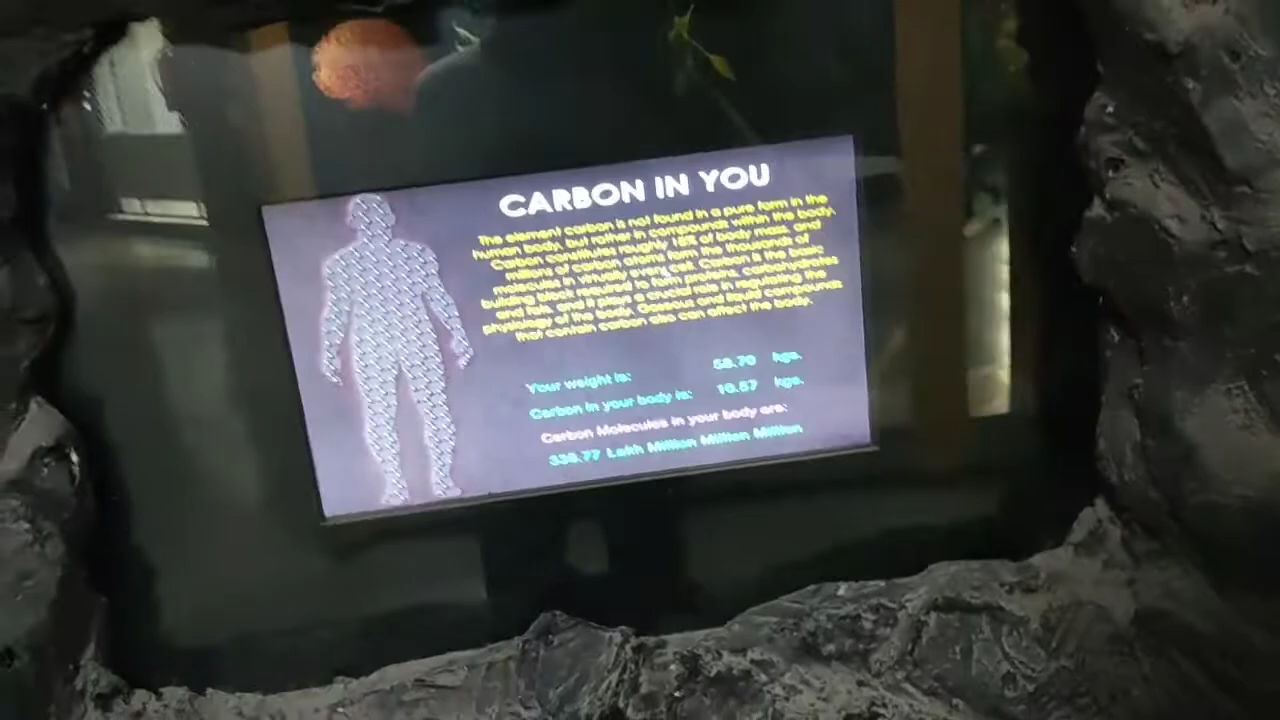 CARBON IN YOU
The element carbon is not found in a pure form in the
human body, but rather in compounds within the body.
Carbon constitutes roughly 18% of body mass, and
millions of carbon atoms form the thousands of
molecules in virtually every cell. Carbon is the basic
building block required to form proteins, carbohydrates
and fats, and it plays a crucial role in regulating the
physiology of the body. Gaseous and liquid compounds
that contain carbon also can affect the body.
Your weight is: 58.70 kgs.
Carbon in your body is: 10.57 kgs.
Carbon Molecules in your body are:
338.77 Lakh Million Million Million